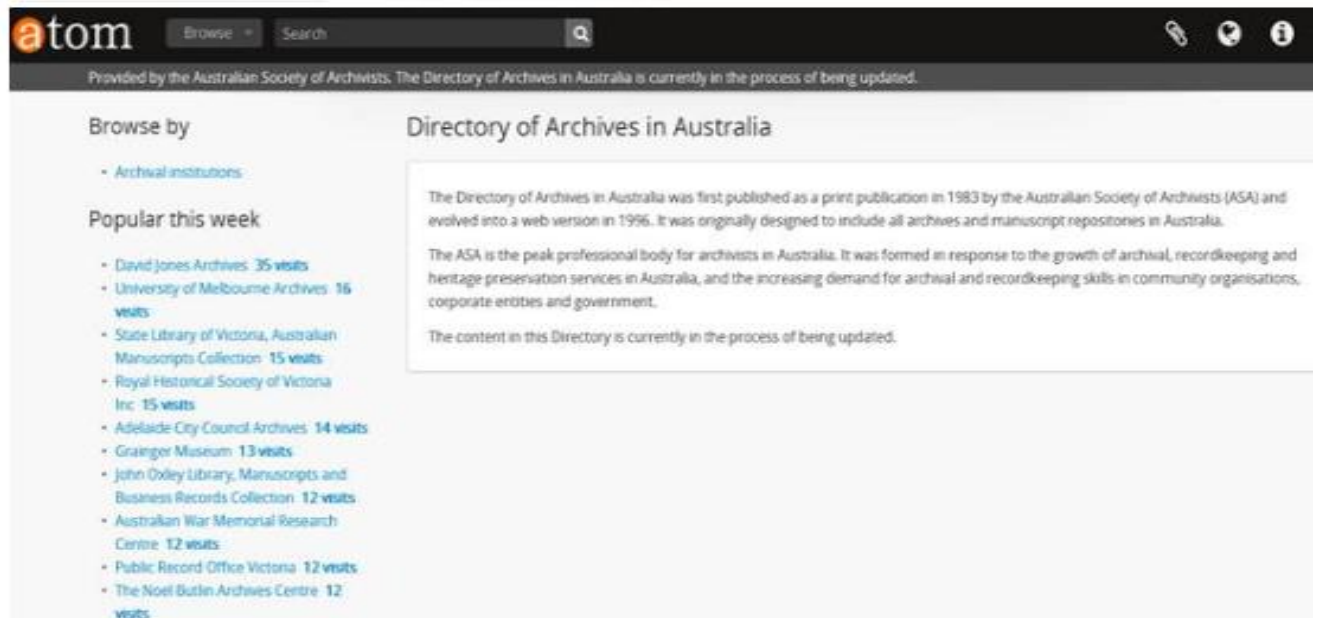 atom Browse Search
Provided by the Australian Society of Archivists. The Directory of Archives in Australia is currently in the process of being updated.
Browse by
Archival institutions
Popular this week
David Jones Archives 35 visits
University of Melbourne Archives 16
visits
State Library of Victoria, Australian
Manuscripts Collection 15 visits
Royal Historical Society of Victoria
Inc 15 visits
Adelaide City Council Archives 14 visits
Grainger Museum 13 visits
John Oxley Library, Manuscripts and
Business Records Collection 12 visits
Australian War Memorial Research
Centre 12 visits
Public Record Office Victoria 12 visits
The Noel Butlin Archives Centre 12
visits
Directory of Archives in Australia
The Directory of Archives in Australia was first published as a print publication in 1983 by the Australian Society of Archivists (ASA) and
evolved into a web version in 1996. It was originally designed to include all archives and manuscript repositories in Australia.
The ASA is the peak professional body for archivists in Australia. It was formed in response to the growth of archival, recordkeeping and
heritage preservation services in Australia, and the increasing demand for archival and recordkeeping skills in community organisations,
corporate entities and government.
The content in this Directory is currently in the process of being updated.